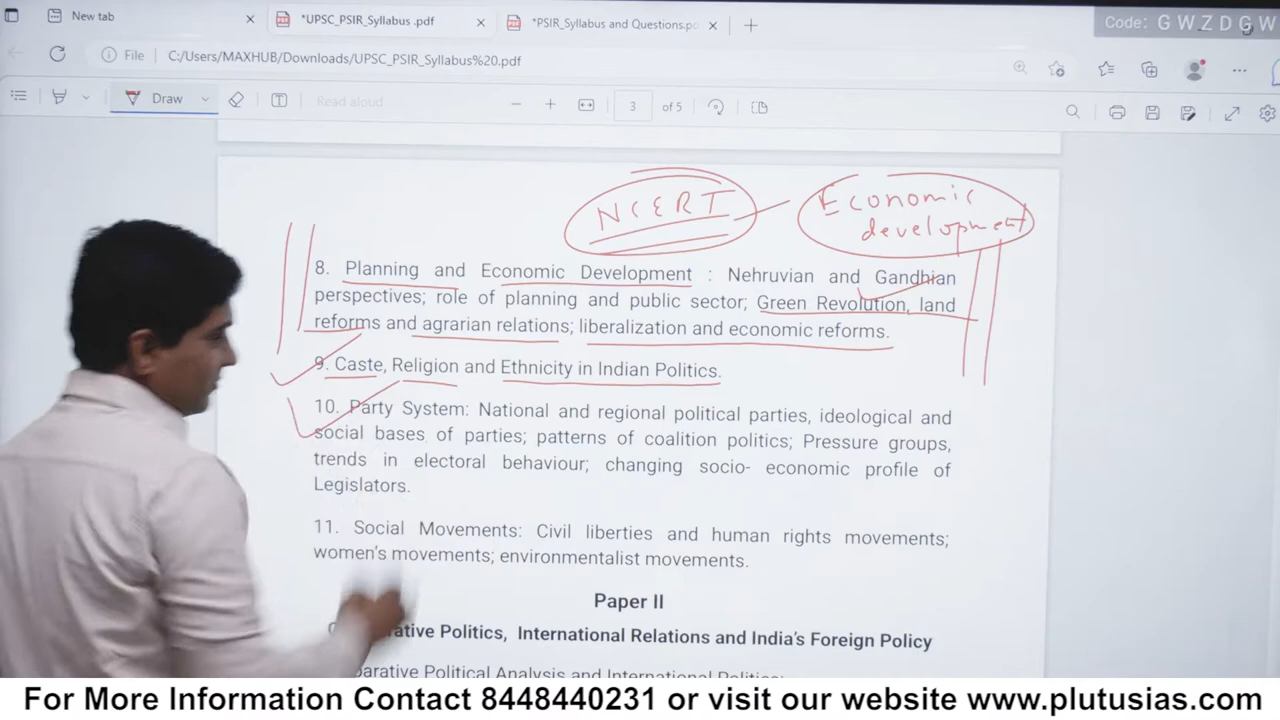 New tab
*UPSC_PSIR_Syllabus .pdf
*PSIR_Syllabus and Questions.pc
Code: G W Z D G W
File C:/Users/MAXHUB/Downloads/UPSC_PSIR_Syllabus%20.pdf
Draw
Read aloud
3 of 5
NCERT
Economic
development
8. Planning and Economic Development : Nehruvian and Gandhian
perspectives; role of planning and public sector; Green Revolution, land
reforms and agrarian relations; liberalization and economic reforms.
9. Caste, Religion and Ethnicity in Indian Politics.
10. Party System: National and regional political parties, ideological and
social bases of parties; patterns of coalition politics; Pressure groups,
trends in electoral behaviour; changing socio- economic profile of
Legislators.
11. Social Movements: Civil liberties and human rights movements;
women's movements; environmentalist movements.
Paper II
Politics, International Relations and India's Foreign Policy
Political Analysis and International
For More Information Contact 8448440231 or visit our website www.plutusias.com